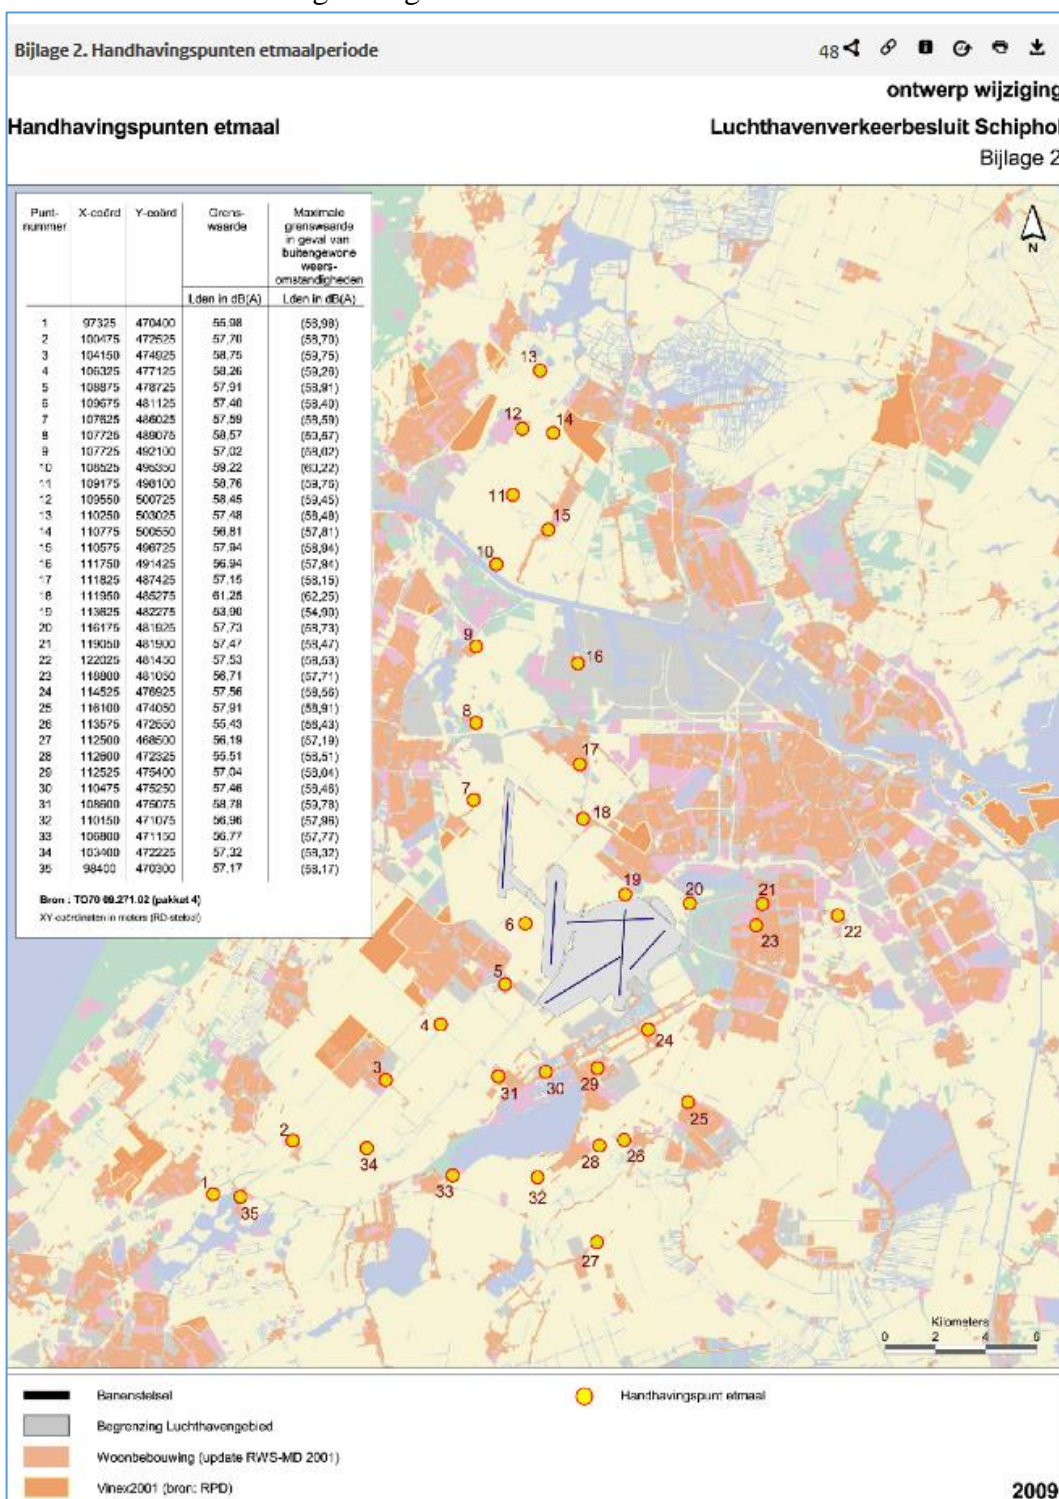 Bijlage 2. Handhavingspunten etmaalperiode
48
ontwerp wijziging
Handhavingspunten etmaal
Luchthavenverkeerbesluit Schiphol
Bijlage 2
Punt-nummer X-coörd Y-coörd Grens-waarde Maximale grenswaarde in geval van buitengewone weers-omstandigheden
Lden in dB(A) Lden in dB(A)
1 97325 470400 55,98 (56,98)
2 100475 472525 57,70 (58,70)
3 104150 474925 58,75 (59,75)
4 106325 477125 58,26 (59,26)
5 108875 478725 57,91 (58,91)
6 109675 481125 57,40 (58,40)
7 107625 486025 57,59 (58,59)
8 107725 489075 58,57 (59,57)
9 107725 492100 57,02 (58,02)
10 108525 495350 59,22 (60,22)
11 109175 498100 58,76 (59,76)
12 109550 500725 58,45 (59,45)
13 110250 503025 57,48 (58,48)
14 110775 500550 56,81 (57,81)
15 110575 496725 57,94 (58,94)
16 111750 491425 56,94 (57,94)
17 111825 487425 57,15 (58,15)
18 111950 485275 61,25 (62,25)
19 113625 482275 53,90 (54,90)
20 116175 481925 57,73 (58,73)
21 119050 481900 57,47 (58,47)
22 122025 481450 57,53 (58,53)
23 118800 481050 56,71 (57,71)
24 114525 476925 57,56 (58,56)
25 116100 474050 57,91 (58,91)
26 113575 472550 55,43 (56,43)
27 112500 468500 56,19 (57,19)
28 112600 472325 55,51 (56,51)
29 112525 475400 57,04 (58,04)
30 110475 475250 57,46 (58,46)
31 108600 475075 58,78 (59,78)
32 110150 471075 56,96 (57,96)
33 106800 471150 56,77 (57,77)
34 103400 472225 57,32 (58,32)
35 98400 470300 57,17 (58,17)
Bron : TO70 09.271.02 (pakket 4)
XY-coördinaten in meters (RD-stelsel)
N
13
12
14
11
15
10
9
16
8
17
7
18
19
20
21
22
23
6
5
4
24
3
31
30
29
25
2
34
33
28
26
32
1
35
27
Kilometers
0 2 4 6
Banenstelsel
Handhavingspunt etmaal
Begrenzing Luchthavengebied
Woonbebouwing (update RWS-MD 2001)
Vinex2001 (bron: RPD)
2009